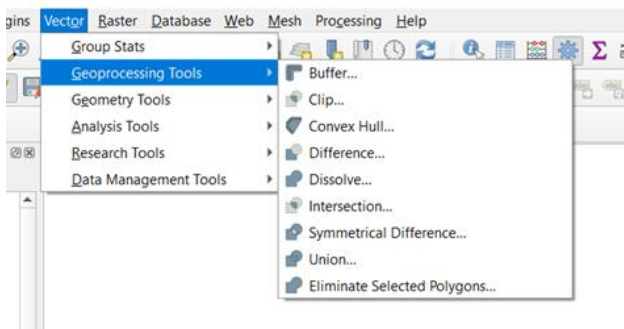 gins Vector Raster Database Web Mesh Processing Help
Group Stats
Geoprocessing Tools
Geometry Tools
Analysis Tools
Research Tools
Data Management Tools
Buffer...
Clip...
Convex Hull...
Difference...
Dissolve...
Intersection...
Symmetrical Difference...
Union...
Eliminate Selected Polygons...